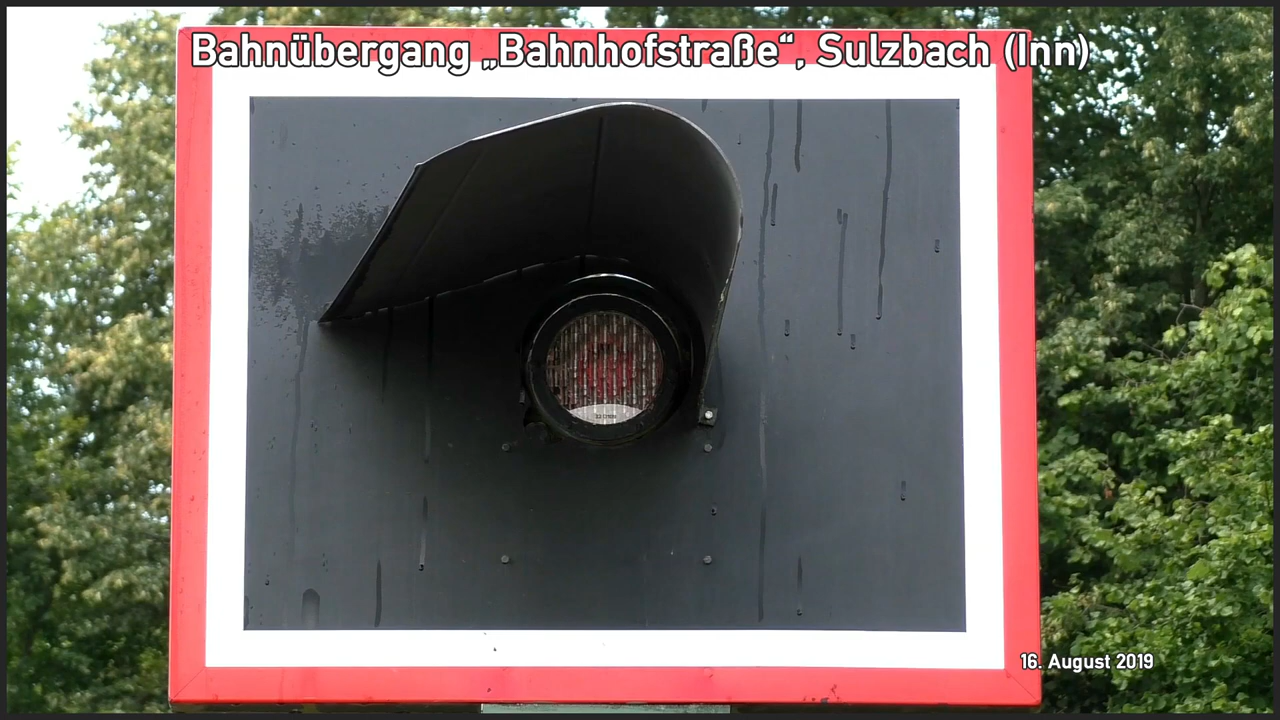 Bahnübergang „Bahnhofstraße“, Sulzbach (Inn)
16. August 2019